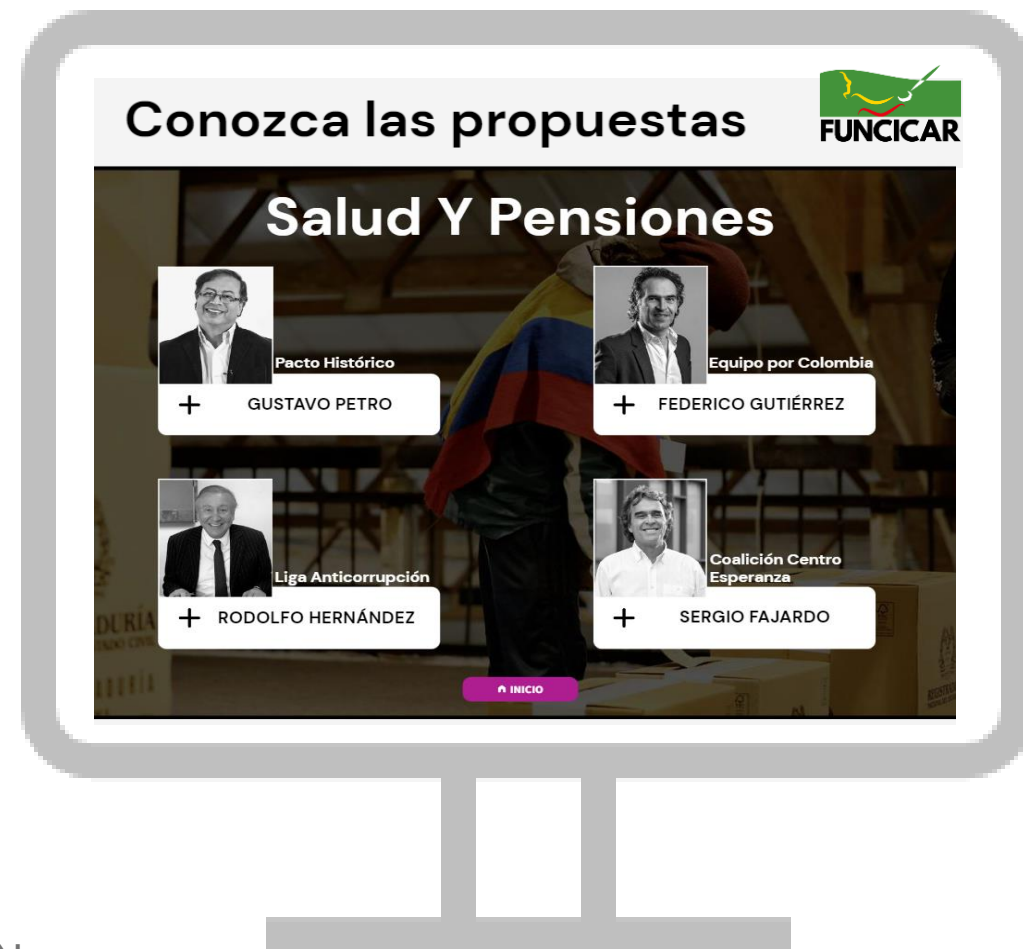 Conozca las propuestas
FUNCICAR
Salud Y Pensiones
Pacto Histórico
GUSTAVO PETRO
Equipo por Colombia
FEDERICO GUTIÉRREZ
Liga Anticorrupción
RODOLFO HERNÁNDEZ
Coalición Centro
Esperanza
SERGIO FAJARDO
INICIO